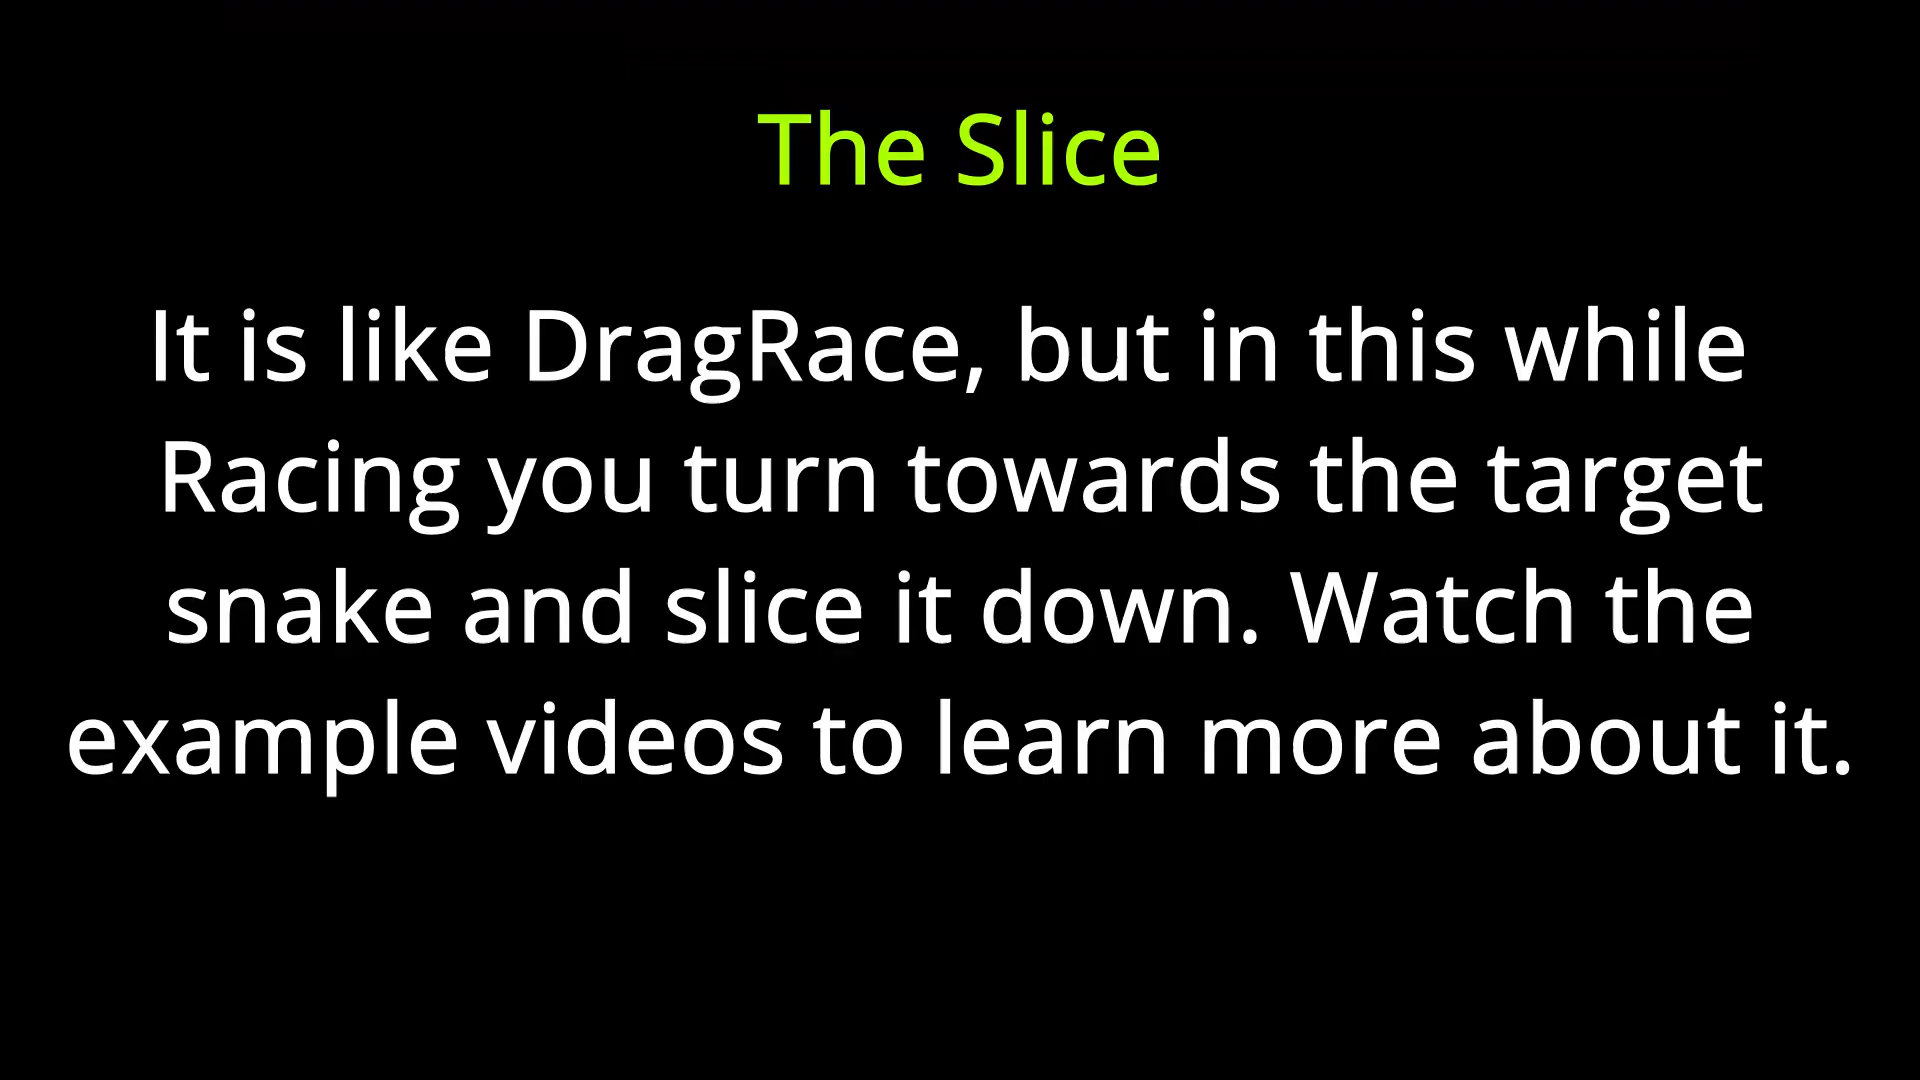 The Slice
It is like DragRace, but in this while
Racing you turn towards the target
snake and slice it down. Watch the
example videos to learn more about it.